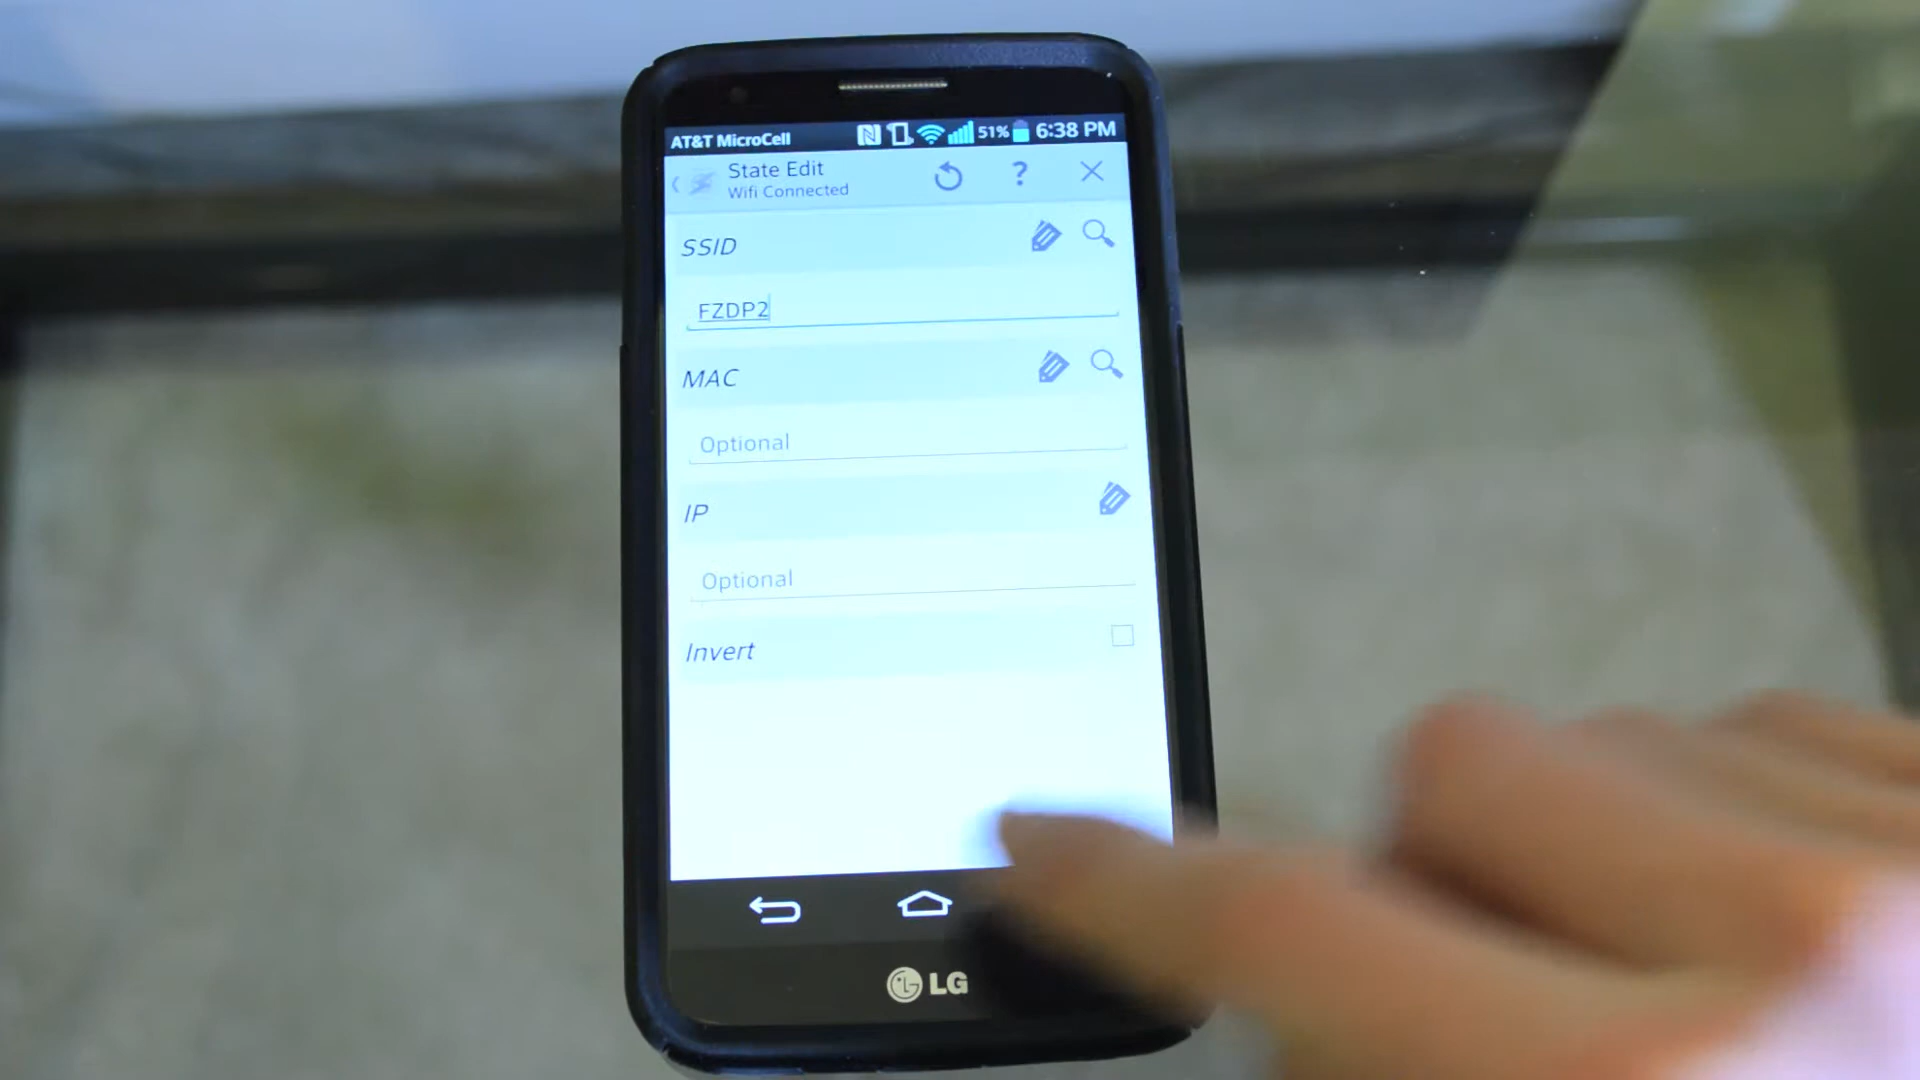 AT&T MicroCell 51% 6:38 PM
State Edit
Wifi Connected
?
SSID
FZDP2
MAC
Optional
IP
Optional
Invert
LG